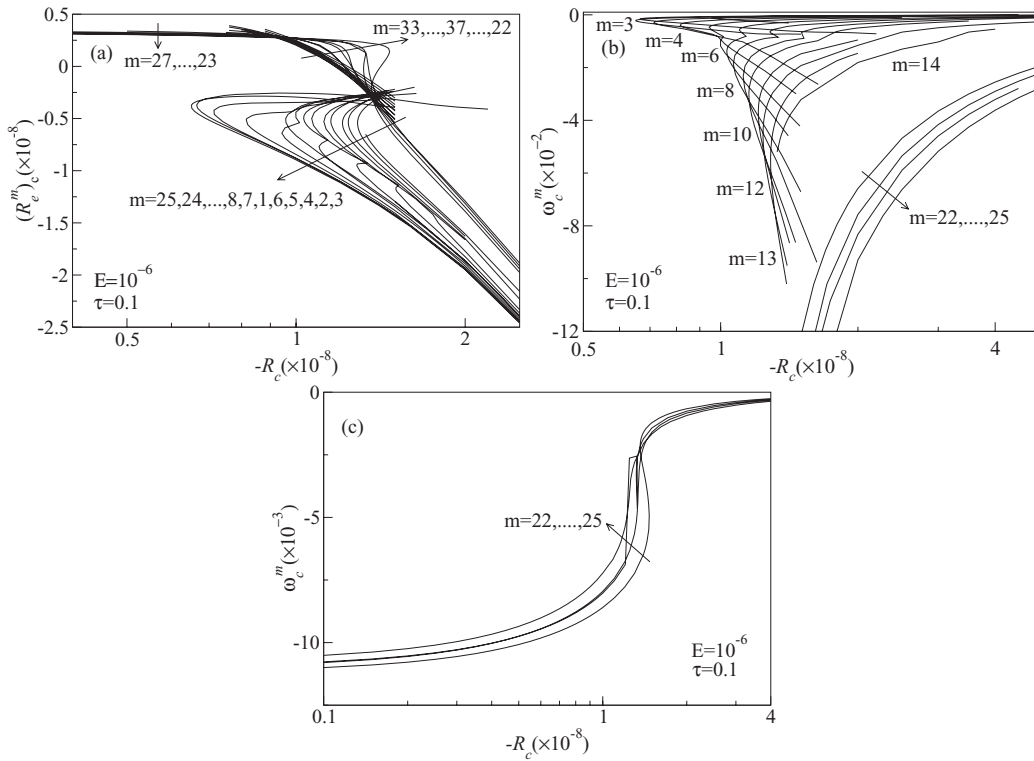 0.5
(a)
m=33,...,37,...,22
m=27,...,23
0
-0.5
-1
m=25,24,...,8,7,1,6,5,4,2,3
-1.5
-2
E=10⁻⁶
τ=0.1
-2.5
0.5
1
2
(Rₑᵐ)_c (×10⁻⁸)
-R_c(×10⁻⁸)
0
m=3
(b)
m=4
m=6
m=14
m=8
-4
m=10
m=12
m=22,....,25
-8
m=13
E=10⁻⁶
τ=0.1
-12
0.5
1
4
ω_cᵐ (×10⁻²)
-R_c(×10⁻⁸)
0
(c)
-5
m=22,....,25
-10
E=10⁻⁶
τ=0.1
0.1
1
4
ω_cᵐ (×10⁻³)
-R_c(×10⁻⁸)